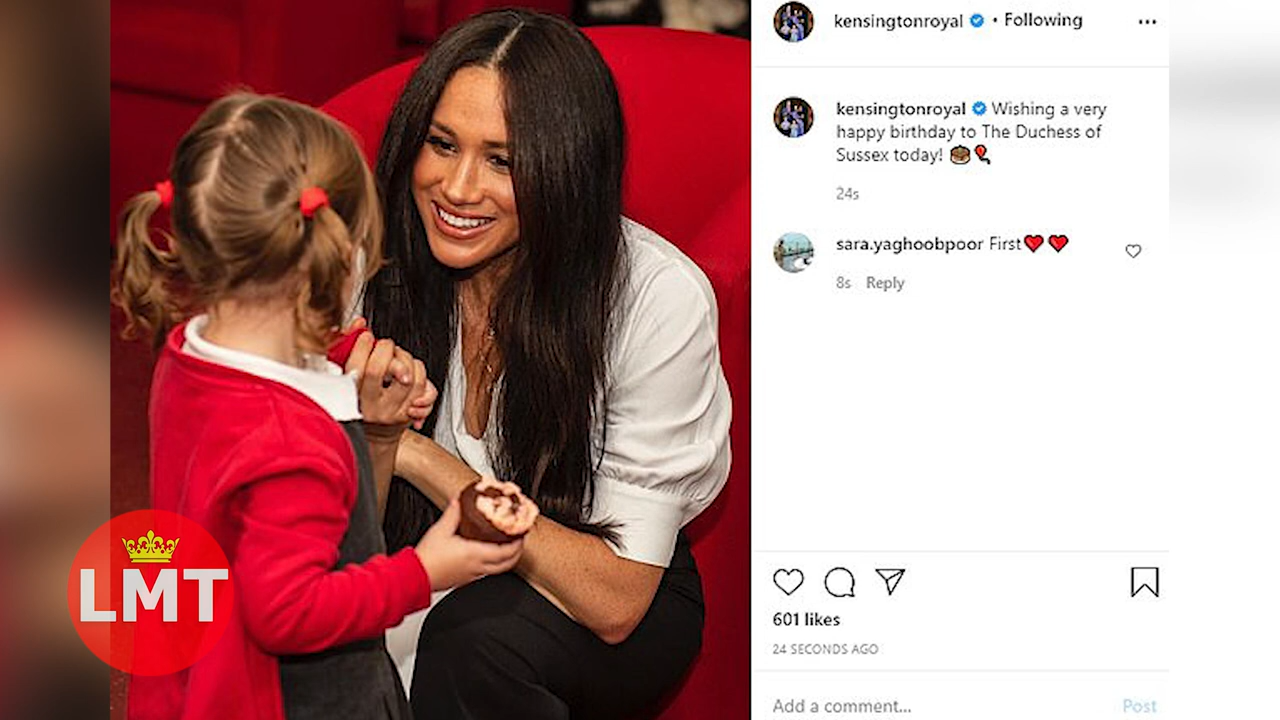 kensingtonroyal • Following
kensingtonroyal Wishing a very
happy birthday to The Duchess of
Sussex today! 🎂🎈
24s
sara.yaghoobpoor First❤️❤️
8s Reply
601 likes
24 SECONDS AGO
Add a comment... Post
LMT